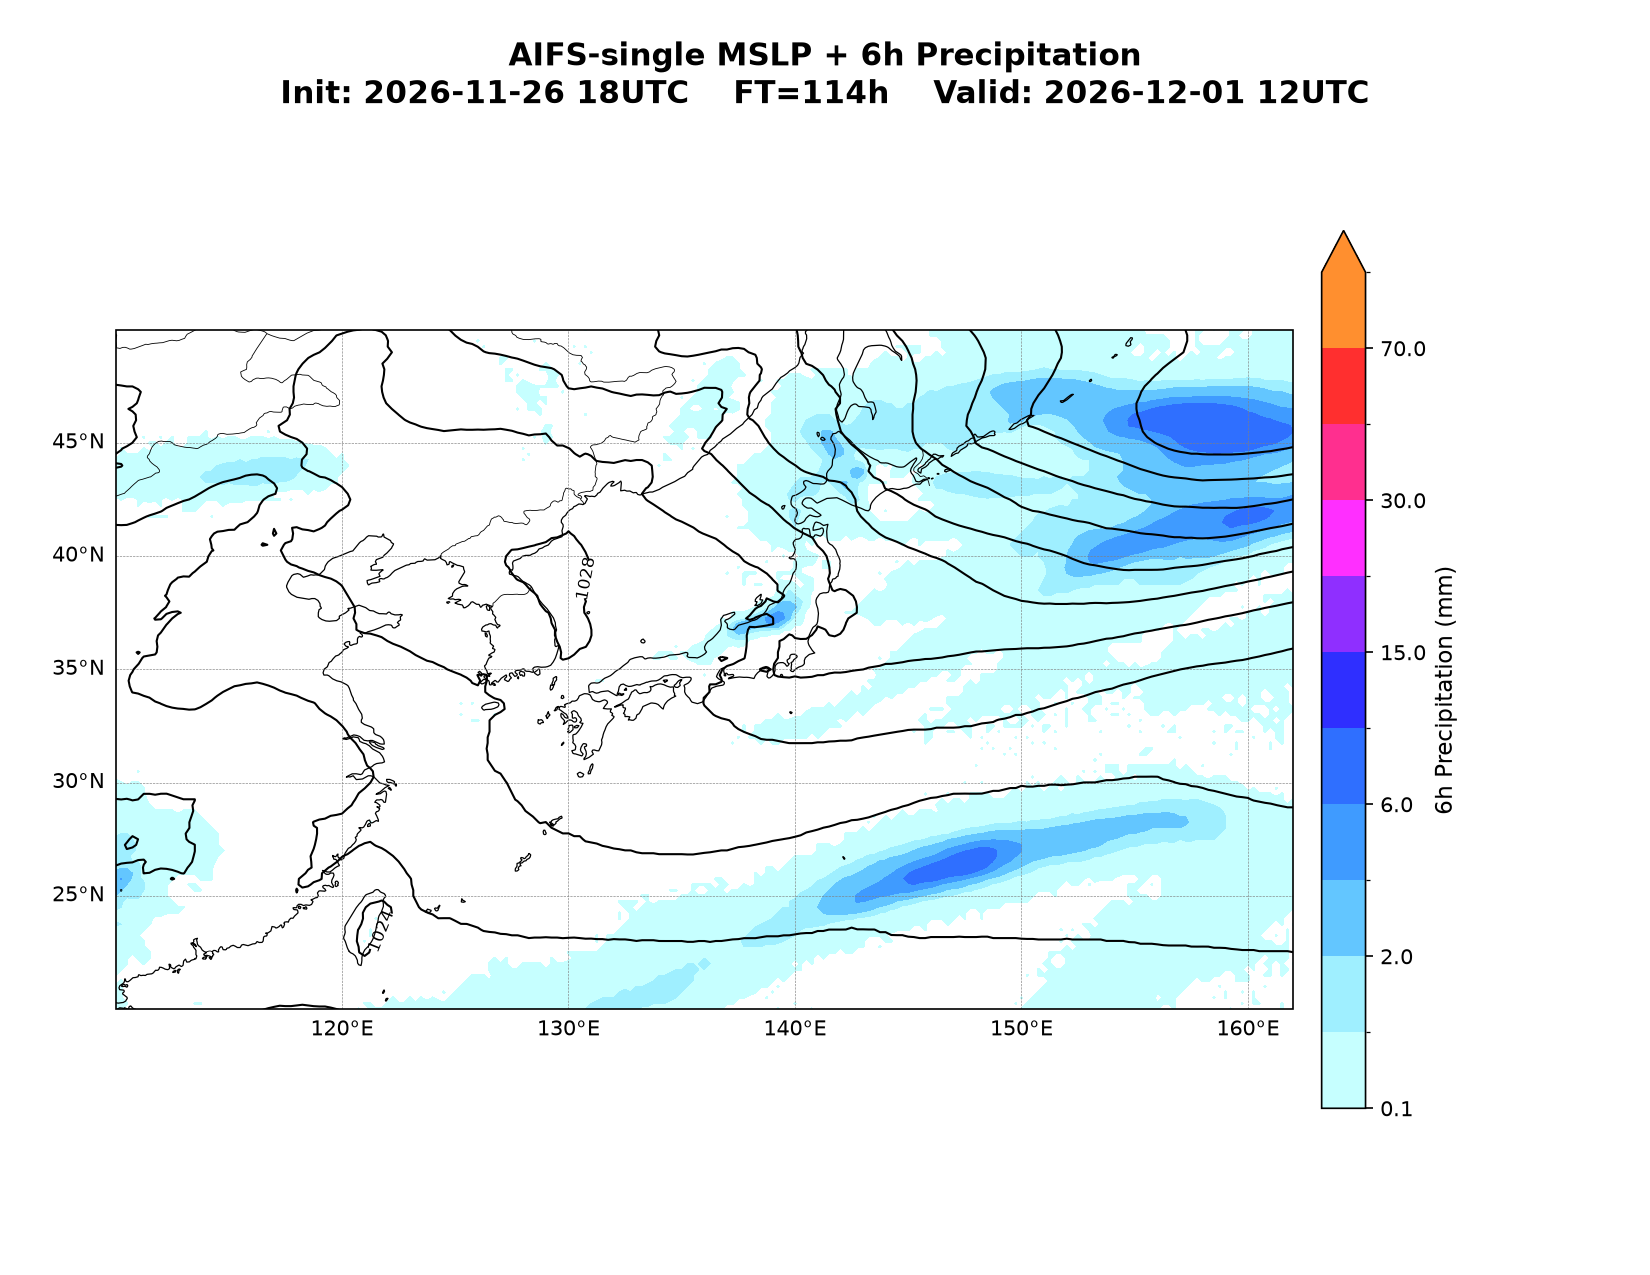 AIFS-single MSLP + 6h Precipitation
Init: 2026-11-26 18UTC    FT=114h    Valid: 2026-12-01 12UTC
70.0
30.0
15.0
6.0
2.0
0.1
6h Precipitation (mm)
45°N
40°N
35°N
30°N
25°N
1028
1024
120°E
130°E
140°E
150°E
160°E